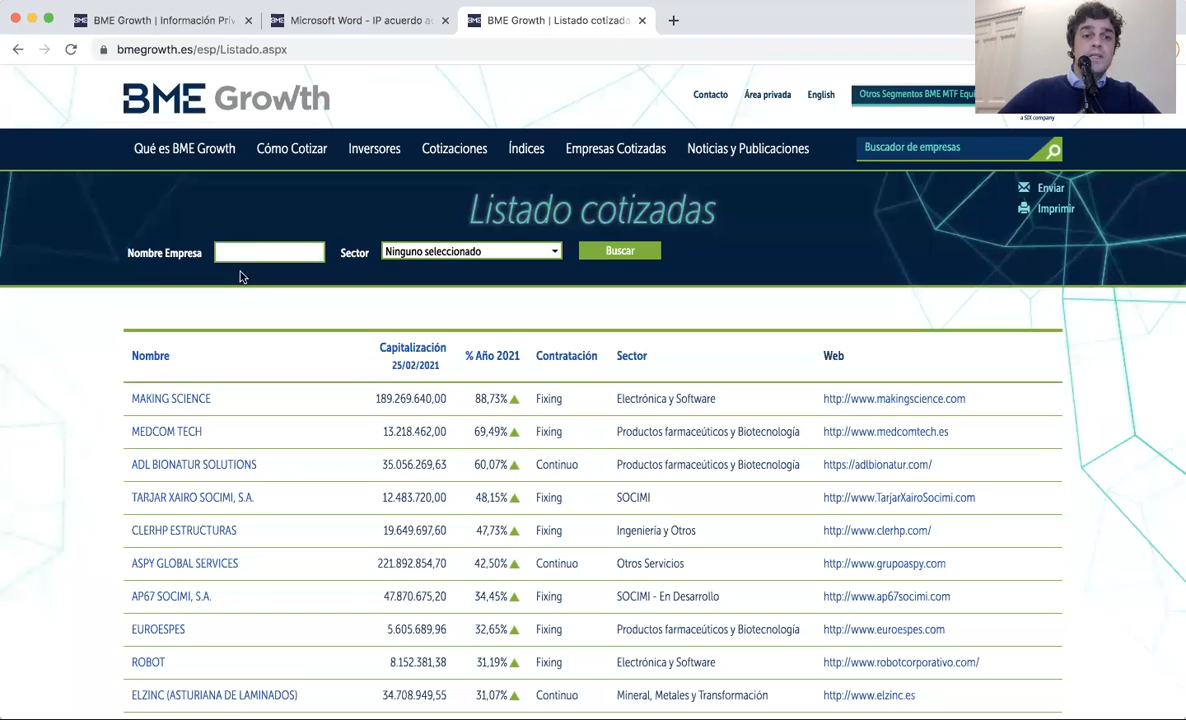 BME Growth | Información Priv
Microsoft Word - IP acuerdo a
BME Growth | Listado cotizada
bmegrowth.es/esp/Listado.aspx
BME Growth
Contacto Área privada English Otros Segmentos BME MTF Equi
a SIX company
Qué es BME Growth Cómo Cotizar Inversores Cotizaciones Índices Empresas Cotizadas Noticias y Publicaciones Buscador de empresas
Enviar
Imprimir
Listado cotizadas
Nombre Empresa Sector Ninguno seleccionado Buscar
Nombre Capitalización 25/02/2021 % Año 2021 Contratación Sector Web
MAKING SCIENCE 189.269.640,00 88,73% Fixing Electrónica y Software http://www.makingscience.com
MEDCOM TECH 13.218.462,00 69,49% Fixing Productos farmaceúticos y Biotecnología http://www.medcomtech.es
ADL BIONATUR SOLUTIONS 35.056.269,63 60,07% Continuo Productos farmaceúticos y Biotecnología https://adlbionatur.com/
TARJAR XAIRO SOCIMI, S.A. 12.483.720,00 48,15% Fixing SOCIMI http://www.TarjarXairoSocimi.com
CLERHP ESTRUCTURAS 19.649.697,60 47,73% Fixing Ingeniería y Otros http://www.clerhp.com/
ASPY GLOBAL SERVICES 221.892.854,70 42,50% Continuo Otros Servicios http://www.grupoaspy.com
AP67 SOCIMI, S.A. 47.870.675,20 34,45% Fixing SOCIMI - En Desarrollo http://www.ap67socimi.com
EUROESPES 5.605.689,96 32,65% Fixing Productos farmaceúticos y Biotecnología http://www.euroespes.com
ROBOT 8.152.381,38 31,19% Fixing Electrónica y Software http://www.robotcorporativo.com/
ELZINC (ASTURIANA DE LAMINADOS) 34.708.949,55 31,07% Continuo Mineral, Metales y Transformación http://www.elzinc.es